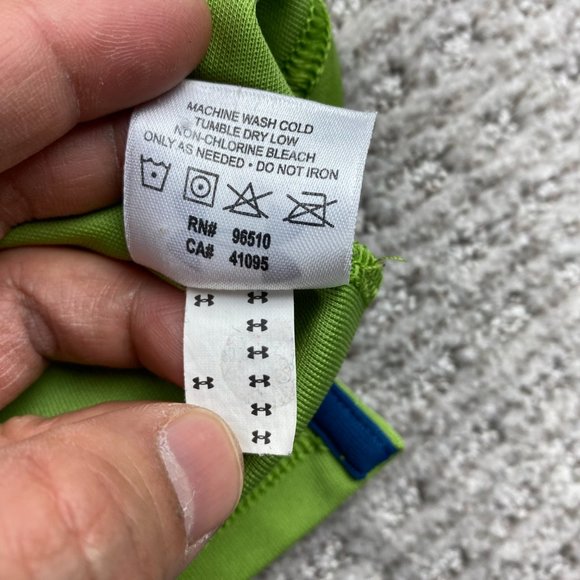 MACHINE WASH COLD
TUMBLE DRY LOW
NON-CHLORINE BLEACH
ONLY AS NEEDED • DO NOT IRON
RN# 96510
CA# 41095